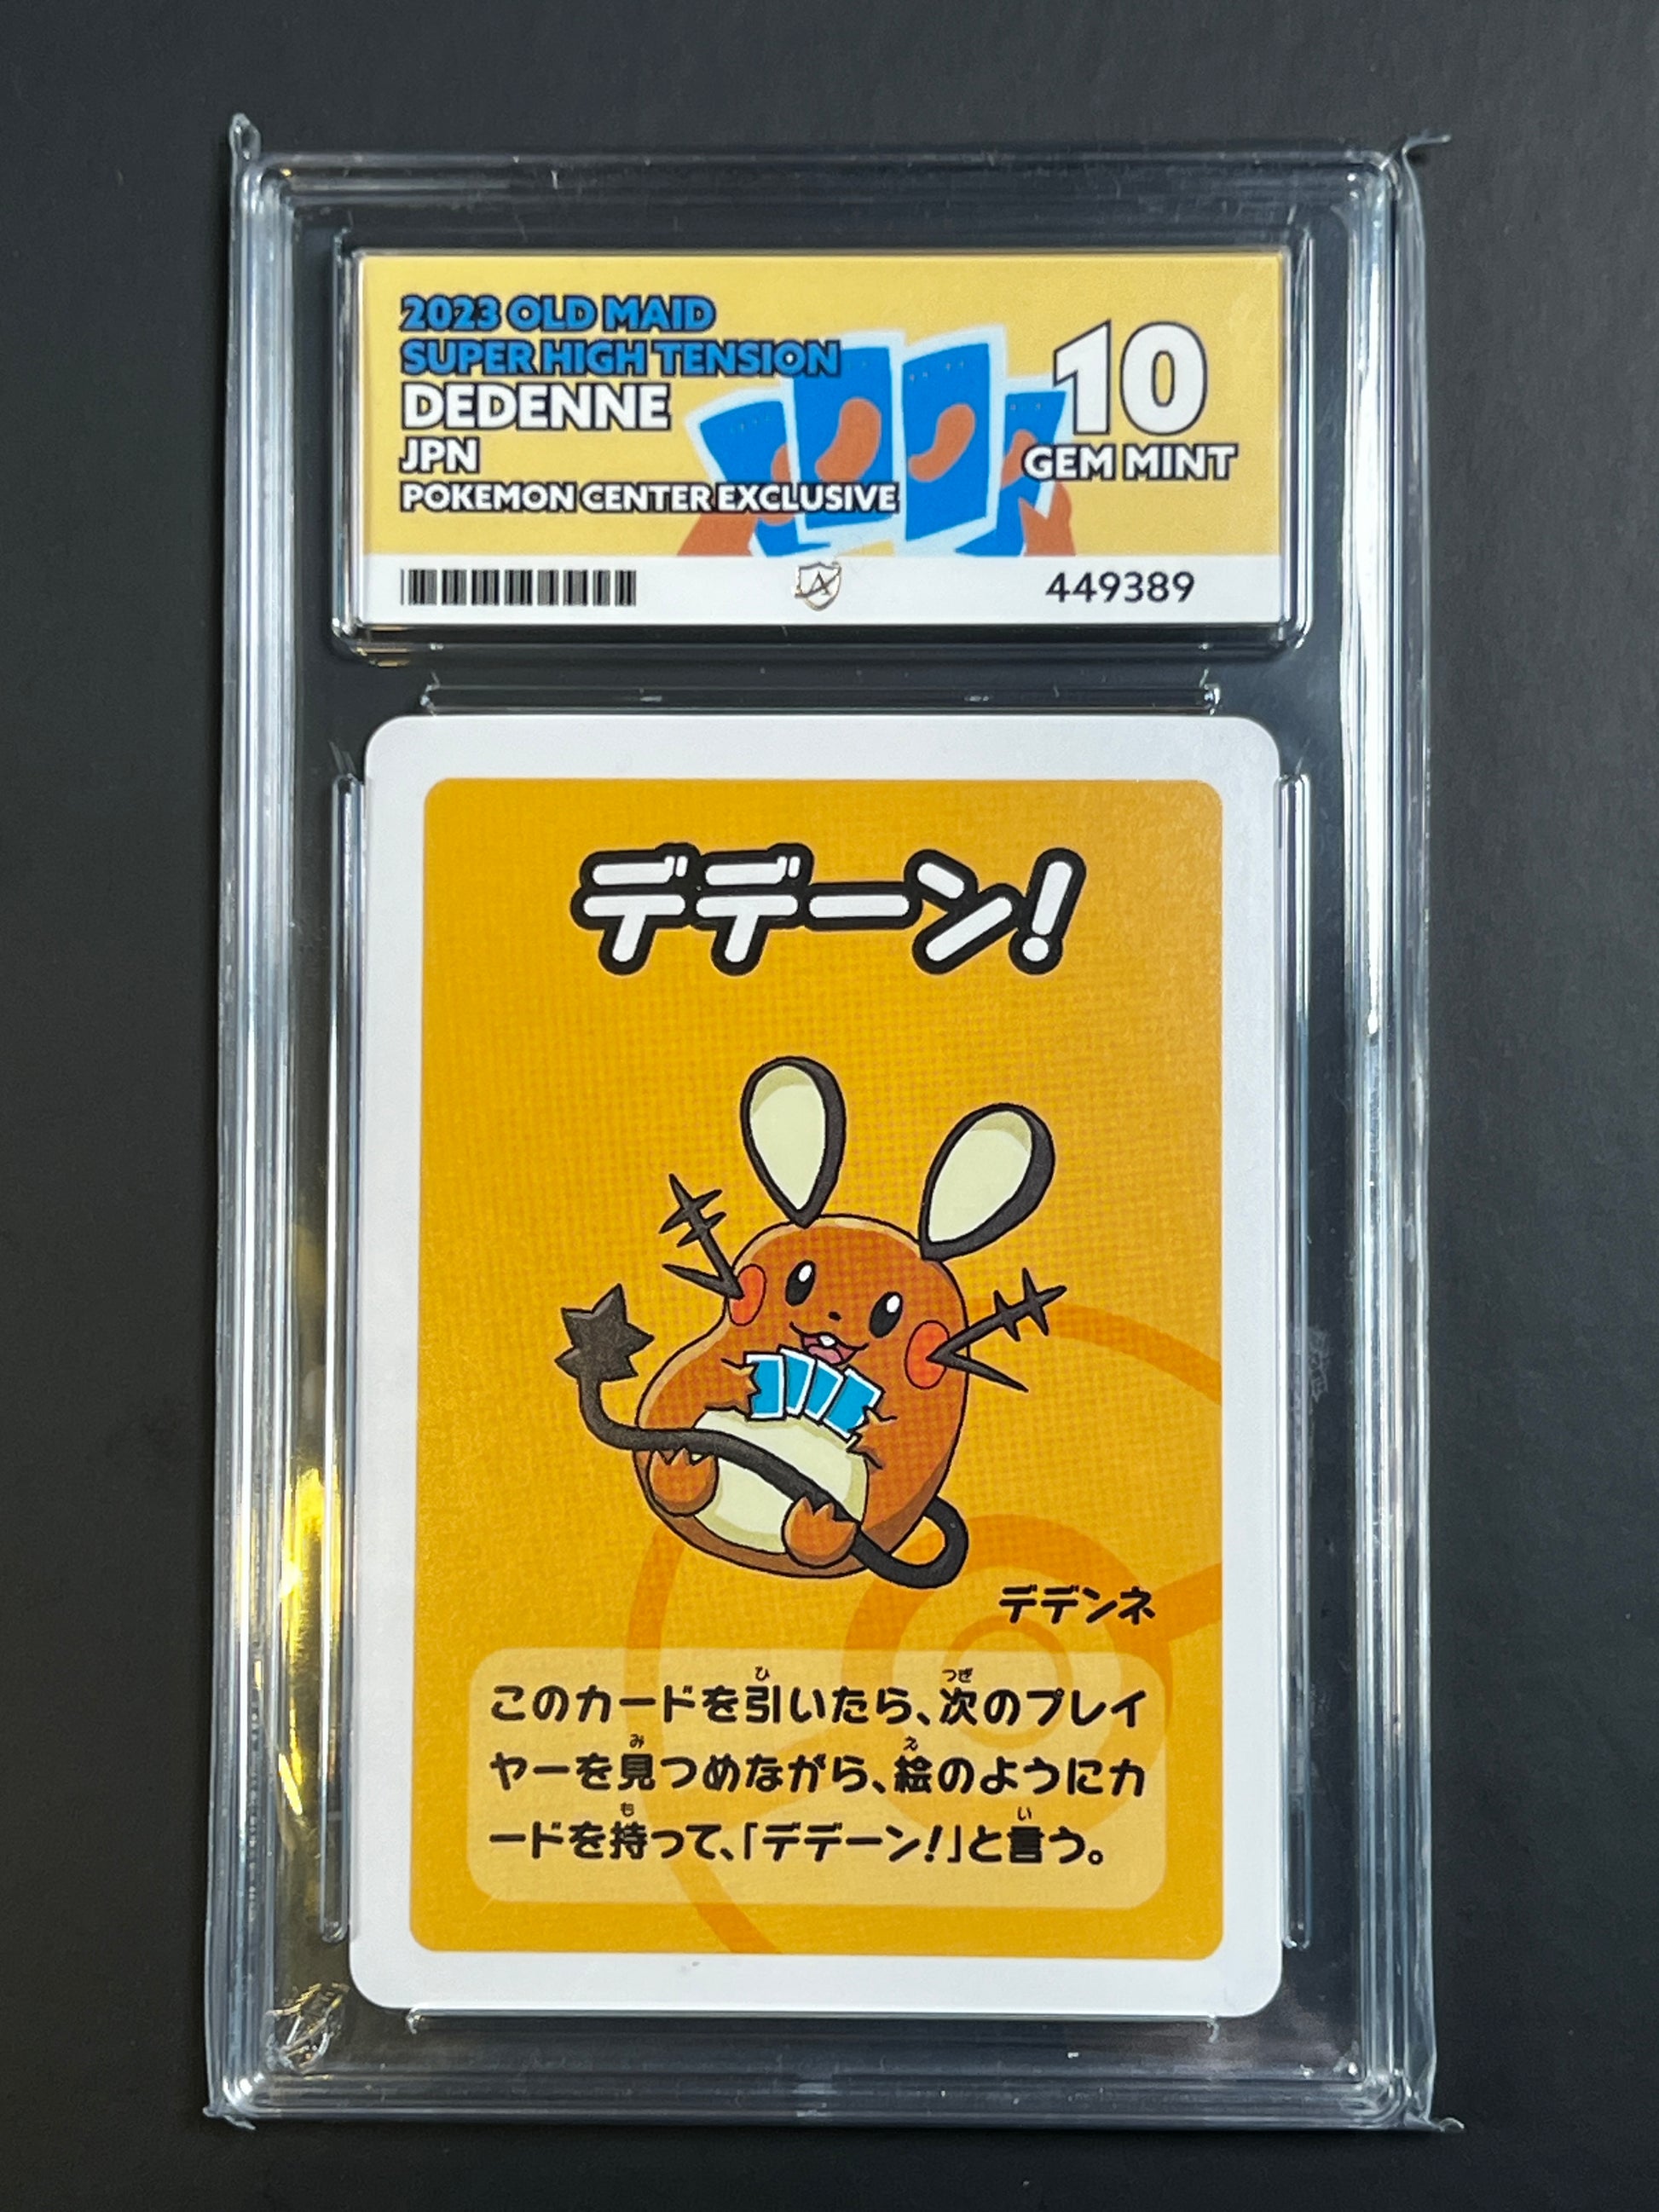 2023 OLD MAID
SUPER HIGH TENSION
DEDENNE
JPN
POKEMON CENTER EXCLUSIVE
10
GEM MINT
449389
デデーン!
デデンネ
このカードを引いたら、次のプレイ
ヤーを見つめながら、絵のようにカ
ードを持って、「デデーン!」と言う。